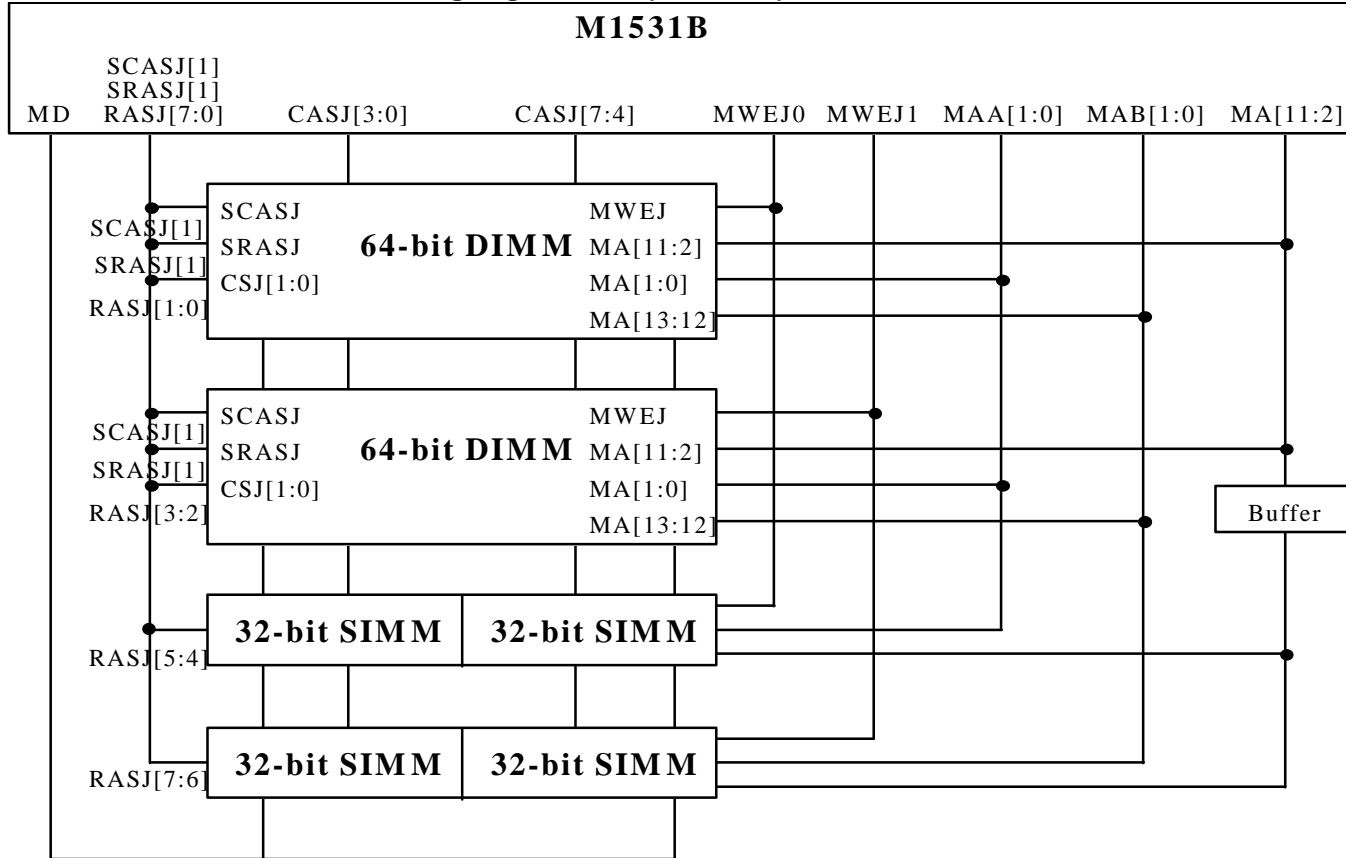 M1531B
SCASJ[1]
SRASJ[1]
MD RASJ[7:0] CASJ[3:0] CASJ[7:4] MWEJ0 MWEJ1 MAA[1:0] MAB[1:0] MA[11:2]
SCASJ MWEJ
SCASJ[1]
SRASJ 64-bit DIMM MA[11:2]
SRASJ[1]
CSJ[1:0] MA[1:0]
RASJ[1:0]
MA[13:12]
SCASJ MWEJ
SCASJ[1]
SRASJ 64-bit DIMM MA[11:2]
SRASJ[1]
CSJ[1:0] MA[1:0]
RASJ[3:2] MA[13:12] Buffer
32-bit SIMM 32-bit SIMM
RASJ[5:4]
32-bit SIMM 32-bit SIMM
RASJ[7:6]